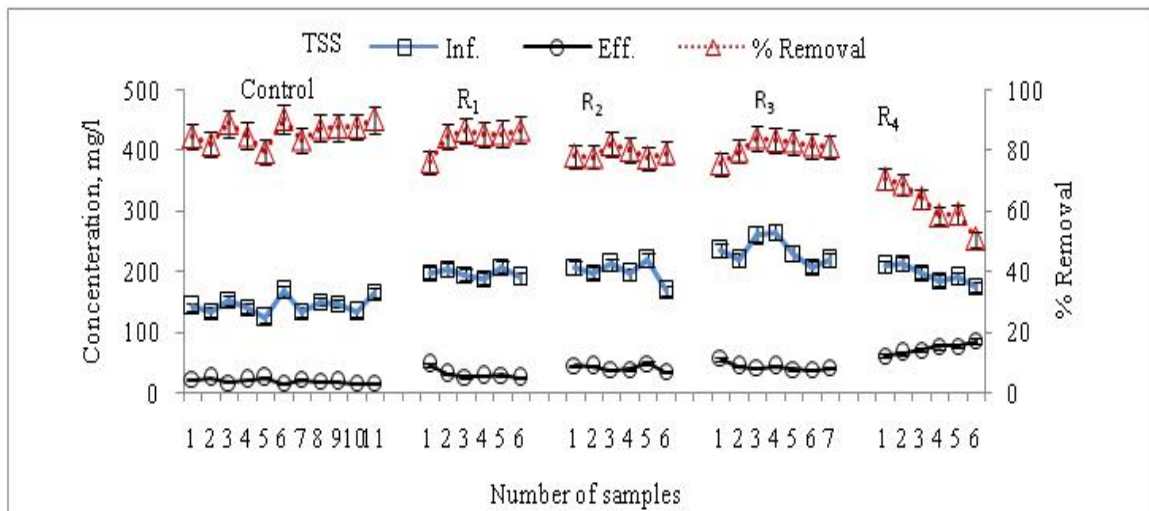 TSS Inf. Eff. % Removal
Control R1 R2 R3 R4
500
400
300
200
100
0
Concenteration, mg/l
100
80
60
40
20
0
% Removal
1 2 3 4 5 6 7 8 9 10 11 1 2 3 4 5 6 1 2 3 4 5 6 1 2 3 4 5 6 7 1 2 3 4 5 6
Number of samples